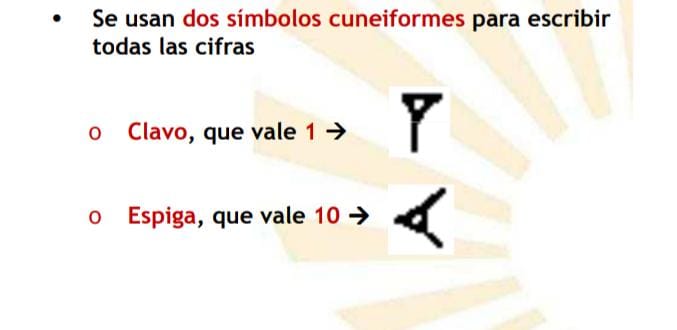 • Se usan dos símbolos cuneiformes para escribir
todas las cifras
o Clavo, que vale 1 →
o Espiga, que vale 10 →